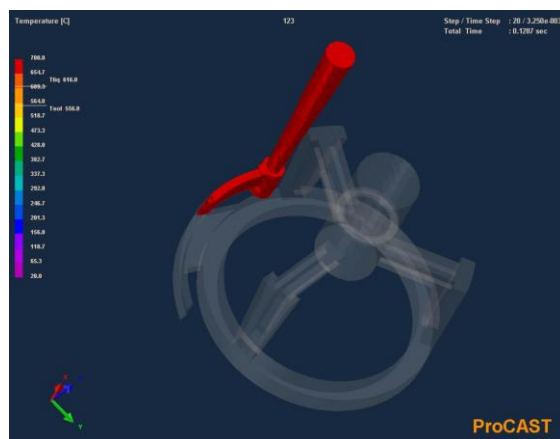 Temperature [C]
123
Step / Time Step : 20 / 3.250e-003
Total Time : 0.1287 sec
700.0
654.7
Tliq 616.0
609.3
564.0
Tsol 556.0
518.7
473.3
428.0
382.7
337.3
292.0
246.7
201.3
156.0
110.7
65.3
20.0
X
Y
ProCAST